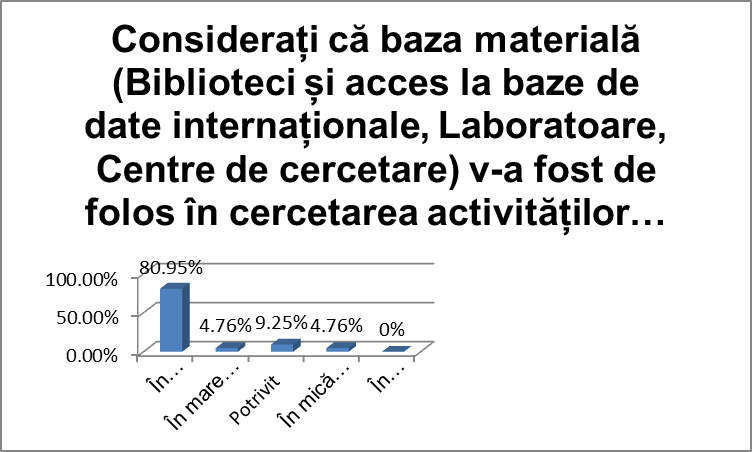 Considerați că baza materială
(Biblioteci și acces la baze de
date internaționale, Laboratoare,
Centre de cercetare) v-a fost de
folos în cercetarea activităților…
80.95%
100.00%
50.00%
0.00%
4.76%
9.25%
4.76%
0%
În…
În mare…
Potrivit
În mică…
În…